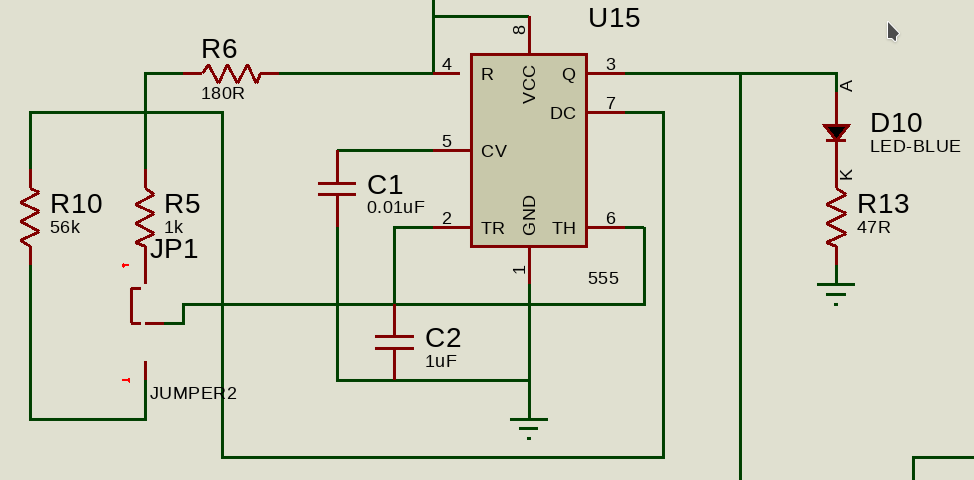 U15
8
R6
180R
4
R
VCC
Q
3
A
DC
7
D10
LED-BLUE
5
CV
C1
0.01uF
K
R10
56k
R5
1k
R13
47R
2
TR
GND
TH
6
JP1
1
555
C2
1uF
JUMPER2